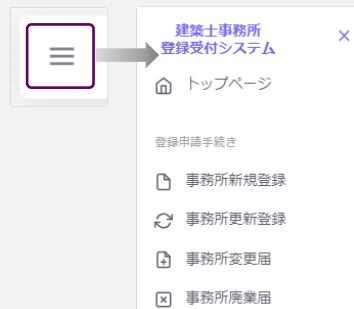 建築士事務所
登録受付システム
トップページ
登録申請手続き
事務所新規登録
事務所更新登録
事務所変更届
事務所廃業届